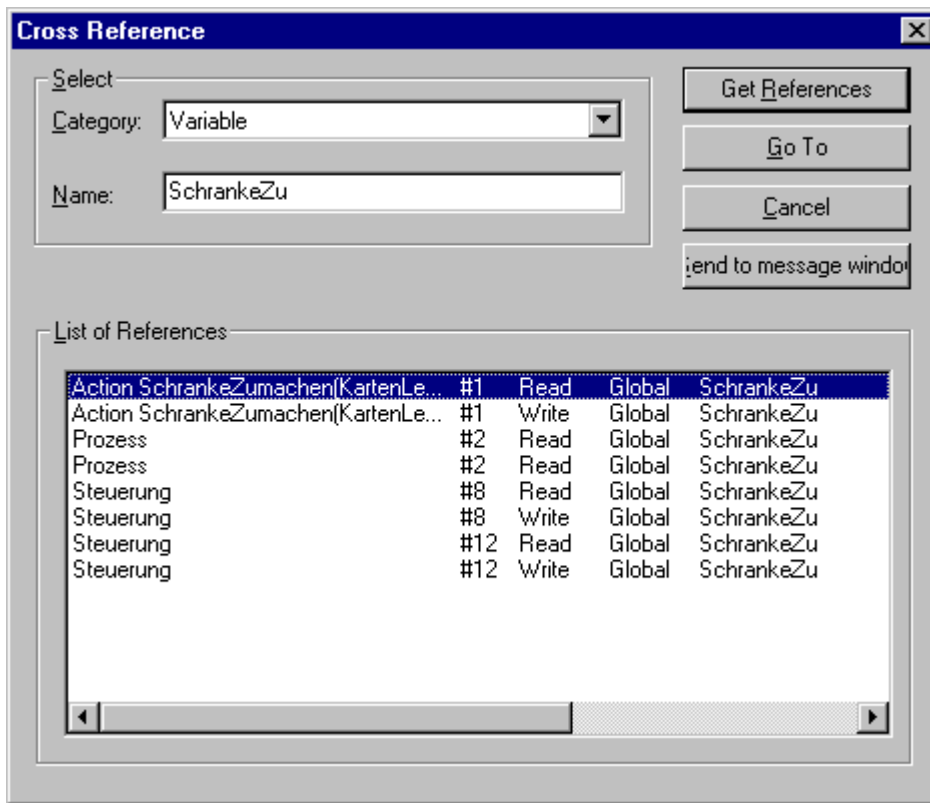 Cross Reference
Select
Category: Variable
Name: SchrankeZu
Get References
Go To
Cancel
end to message windo
List of References
Action SchrankeZumachen(KartenLe... #1 Read Global SchrankeZu
Action SchrankeZumachen(KartenLe... #1 Write Global SchrankeZu
Prozess #2 Read Global SchrankeZu
Prozess #2 Read Global SchrankeZu
Steuerung #8 Read Global SchrankeZu
Steuerung #8 Write Global SchrankeZu
Steuerung #12 Read Global SchrankeZu
Steuerung #12 Write Global SchrankeZu